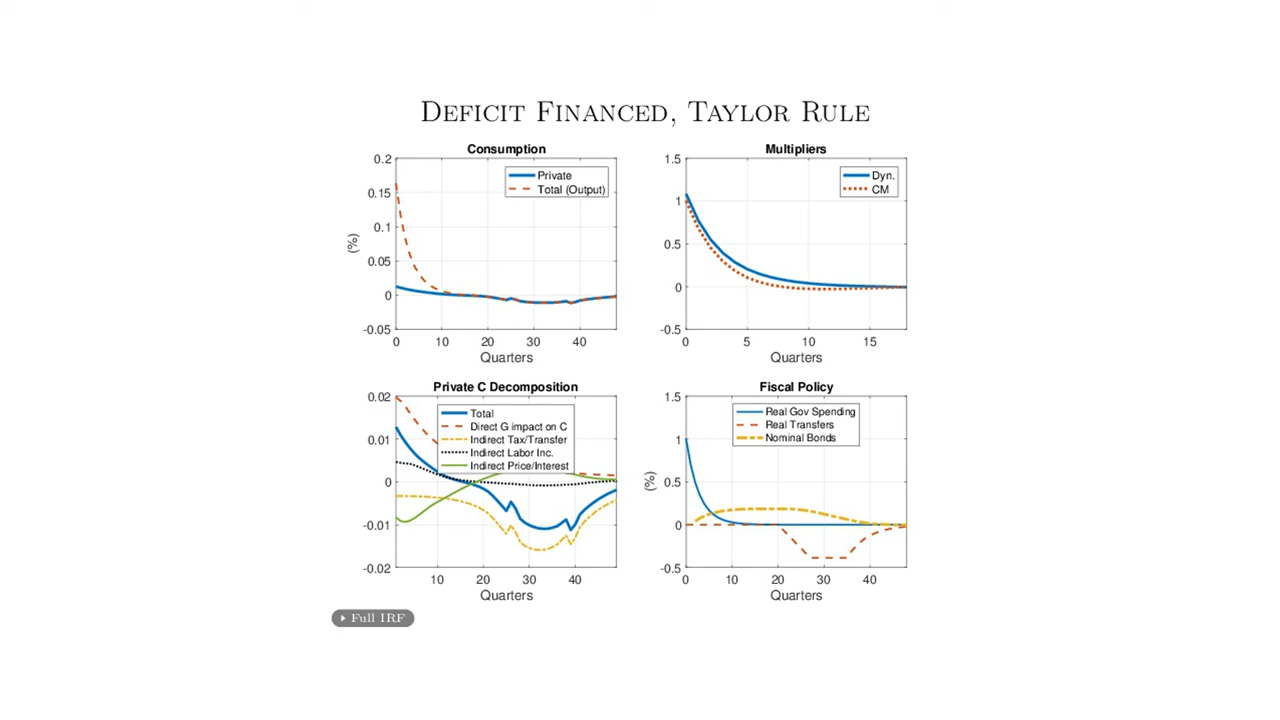 DEFICIT FINANCED, TAYLOR RULE
Consumption
0.2
0.15
0.1
0.05
0
-0.05
(%)
Private
Total (Output)
0 10 20 30 40
Quarters
Multipliers
1.5
1
0.5
0
-0.5
Dyn.
CM
0 5 10 15
Quarters
Private C Decomposition
0.02
0.01
0
-0.01
-0.02
Total
Direct G impact on C
Indirect Tax/Transfer
Indirect Labor Inc.
Indirect Price/Interest
10 20 30 40
Quarters
Fiscal Policy
1.5
1
0.5
0
-0.5
(%)
Real Gov Spending
Real Transfers
Nominal Bonds
0 10 20 30 40
Quarters
Full IRF